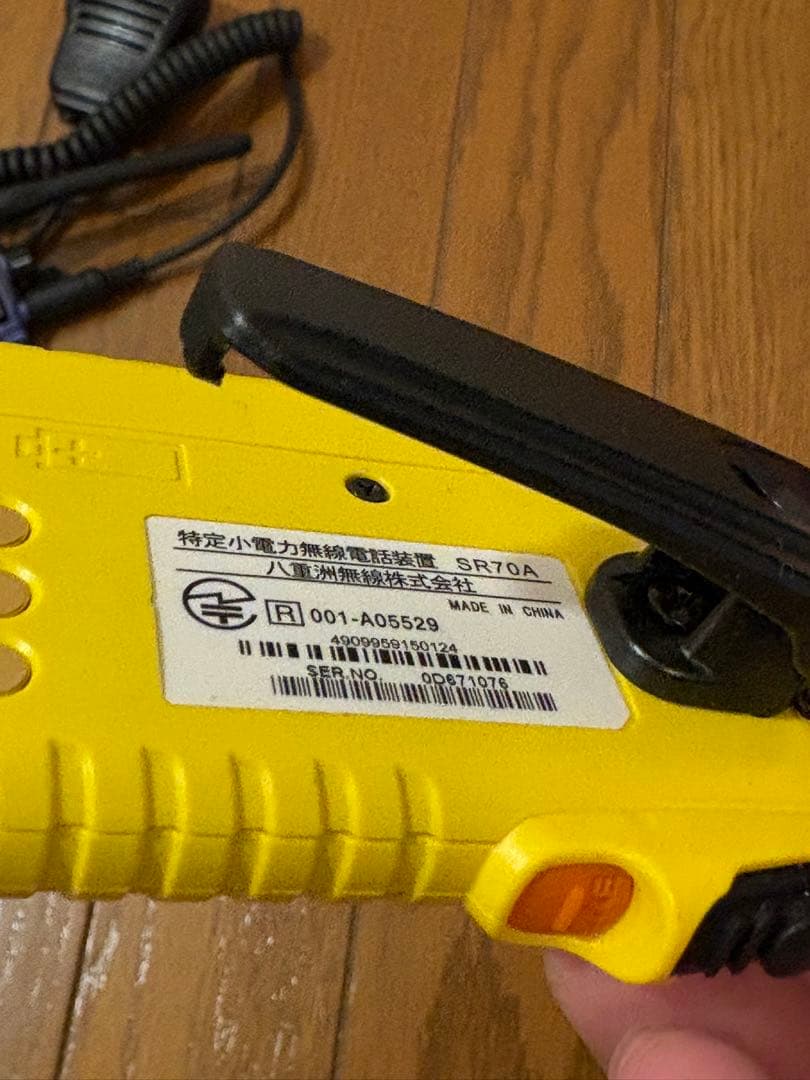 特定小電力無線電話装置 SR70A
八重洲無線株式会社
MADE IN CHINA
R 001-A05529
4909959150124
SER.NO. 0D671076